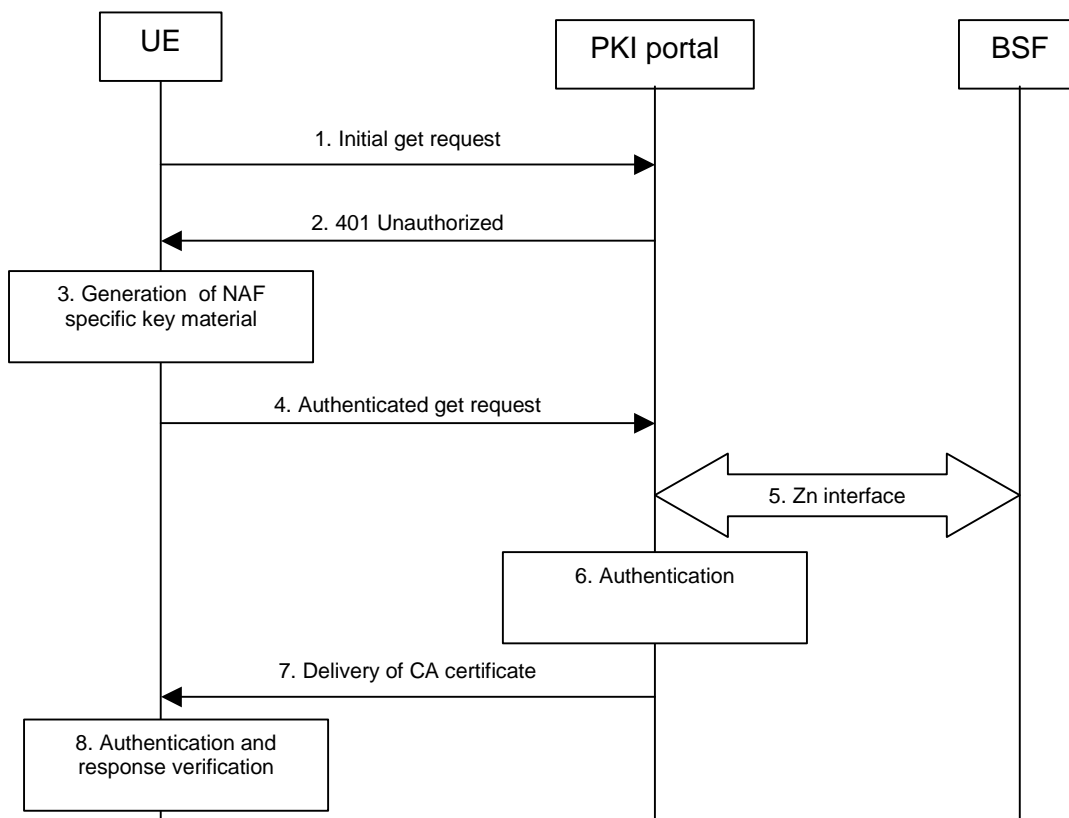 UE
PKI portal
BSF
1. Initial get request
2. 401 Unauthorized
3. Generation of NAF
specific key material
4. Authenticated get request
5. Zn interface
6. Authentication
7. Delivery of CA certificate
8. Authentication and
response verification